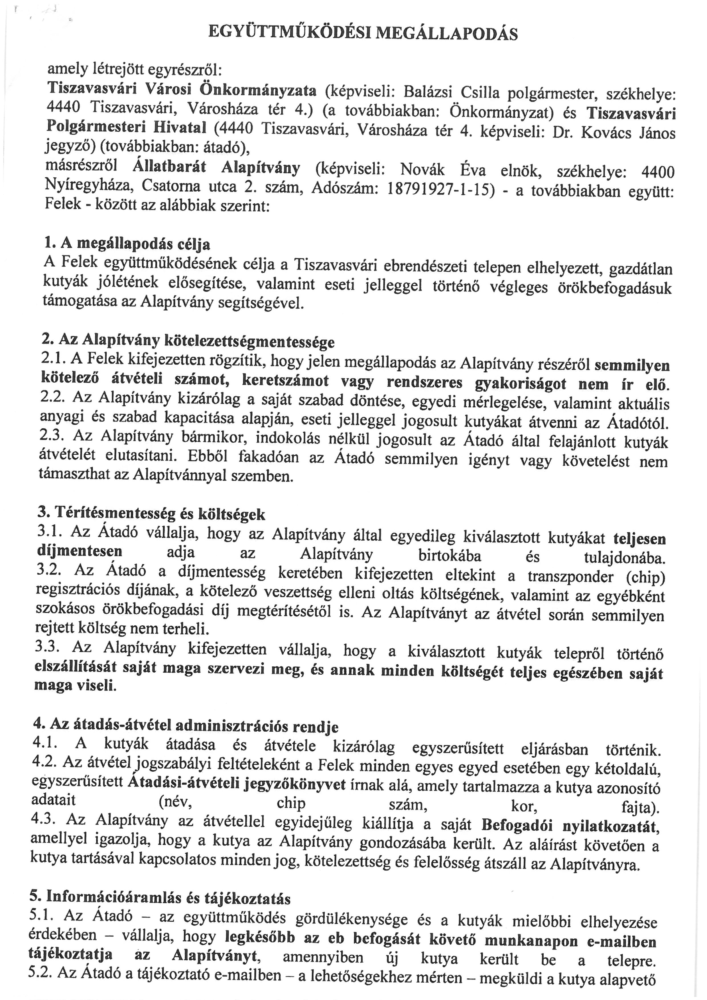 EGYÜTTMŰKÖDÉSI MEGÁLLAPODÁS
amely létrejött egyrészről:
Tiszavasvári Városi Önkormányzata (képviseli: Balázsi Csilla polgármester, székhelye:
4440 Tiszavasvári, Városháza tér 4.) (a továbbiakban: Önkormányzat) és Tiszavasvári
Polgármesteri Hivatal (4440 Tiszavasvári, Városháza tér 4. képviseli: Dr. Kovács János
jegyző) (továbbiakban: átadó),
másrészről Állatbarát Alapítvány (képviseli: Novák Éva elnök, székhelye: 4400
Nyíregyháza, Csatorna utca 2. szám, Adószám: 18791927-1-15) - a továbbiakban együtt:
Felek - között az alábbiak szerint:
1. A megállapodás célja
A Felek együttműködésének célja a Tiszavasvári ebrendészeti telepen elhelyezett, gazdátlan
kutyák jólétének elősegítése, valamint eseti jelleggel történő végleges örökbefogadásuk
támogatása az Alapítvány segítségével.
2. Az Alapítvány kötelezettségmentessége
2.1. A Felek kifejezetten rögzítik, hogy jelen megállapodás az Alapítvány részéről semmilyen
kötelező átvételi számot, keretszámot vagy rendszeres gyakoriságot nem ír elő.
2.2. Az Alapítvány kizárólag a saját szabad döntése, egyedi mérlegelése, valamint aktuális
anyagi és szabad kapacitása alapján, eseti jelleggel jogosult kutyákat átvenni az Átadótól.
2.3. Az Alapítvány bármikor, indokolás nélkül jogosult az Átadó által felajánlott kutyák
átvételét elutasítani. Ebből fakadóan az Átadó semmilyen igényt vagy követelést nem
támaszthat az Alapítvánnyal szemben.
3. Térítésmentesség és költségek
3.1. Az Átadó vállalja, hogy az Alapítvány által egyedileg kiválasztott kutyákat teljesen
díjmentesen adja az Alapítvány birtokába és tulajdonába.
3.2. Az Átadó a díjmentesség keretében kifejezetten eltekint a transzponder (chip)
regisztrációs díjának, a kötelező veszettség elleni oltás költségének, valamint az egyébként
szokásos örökbefogadási díj megtérítésétől is. Az Alapítványt az átvétel során semmilyen
rejtett költség nem terheli.
3.3. Az Alapítvány kifejezetten vállalja, hogy a kiválasztott kutyák telepről történő
elszállítását saját maga szervezi meg, és annak minden költségét teljes egészében saját
maga viseli.
4. Az átadás-átvétel adminisztrációs rendje
4.1. A kutyák átadása és átvétele kizárólag egyszerűsített eljárásban történik.
4.2. Az átvétel jogszabályi feltételeként a Felek minden egyes egyed esetében egy kétoldalú,
egyszerűsített Átadási-átvételi jegyzőkönyvet írnak alá, amely tartalmazza a kutya azonosító
adatait (név, chip szám, kor, fajta).
4.3. Az Alapítvány az átvétellel egyidejűleg kiállítja a saját Befogadói nyilatkozatát,
amellyel igazolja, hogy a kutya az Alapítvány gondozásába került. Az aláírást követően a
kutya tartásával kapcsolatos minden jog, kötelezettség és felelősség átszáll az Alapítványra.
5. Információáramlás és tájékoztatás
5.1. Az Átadó – az együttműködés gördülékenysége és a kutyák mielőbbi elhelyezése
érdekében – vállalja, hogy legkésőbb az eb befogását követő munkanapon e-mailben
tájékoztatja az Alapítványt, amennyiben új kutya került be a telepre.
5.2. Az Átadó a tájékoztató e-mailben – a lehetőségekhez mérten – megküldi a kutya alapvető